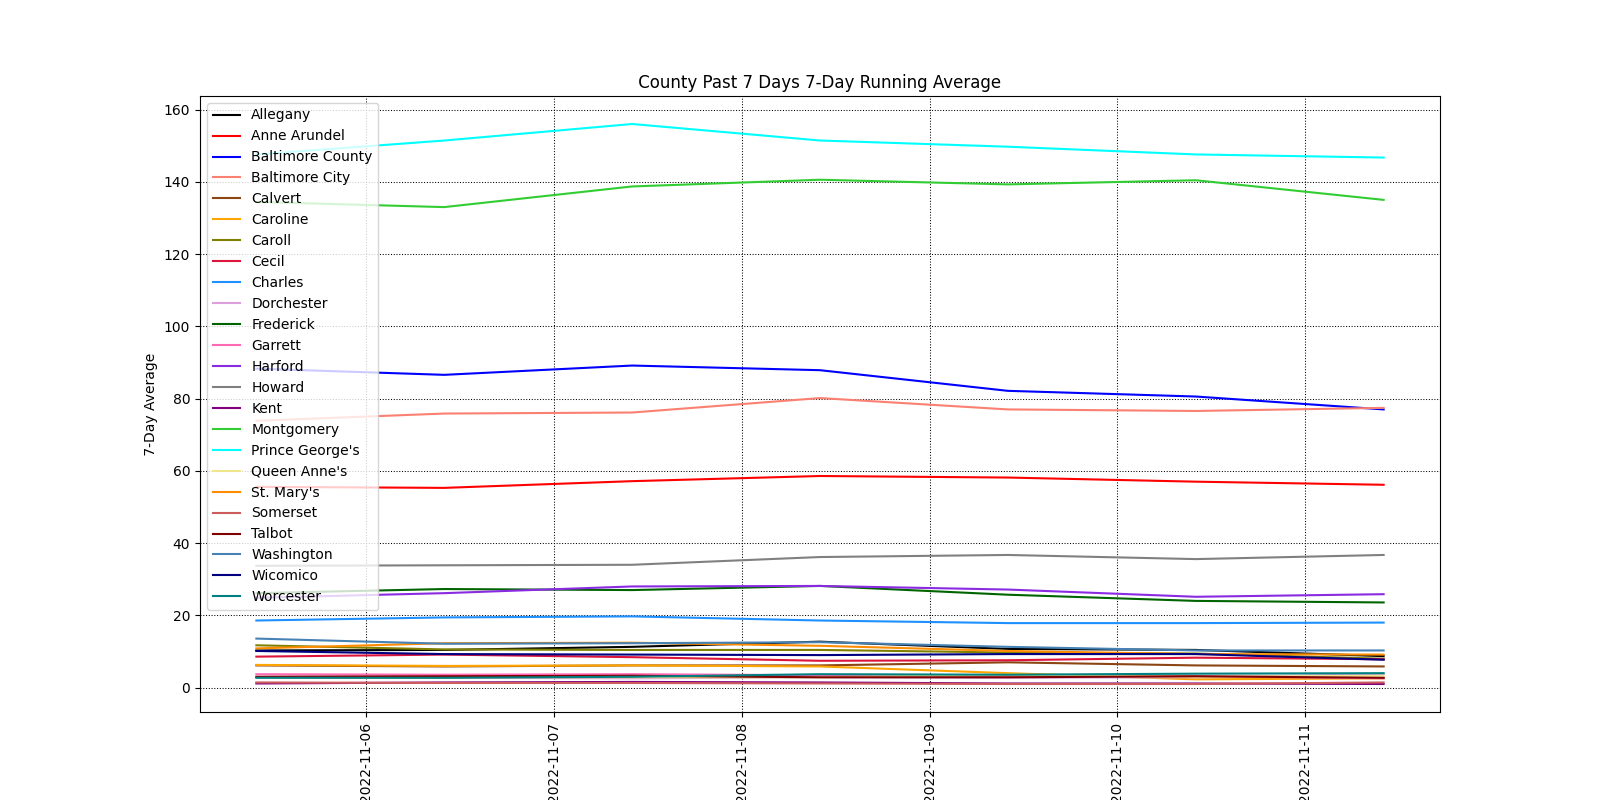 County Past 7 Days 7-Day Running Average
7-Day Average
160
140
120
100
80
60
40
20
0
Allegany
Anne Arundel
Baltimore County
Baltimore City
Calvert
Caroline
Caroll
Cecil
Charles
Dorchester
Frederick
Garrett
Harford
Howard
Kent
Montgomery
Prince George's
Queen Anne's
St. Mary's
Somerset
Talbot
Washington
Wicomico
Worcester
2022-11-06
2022-11-07
2022-11-08
2022-11-09
2022-11-10
2022-11-11